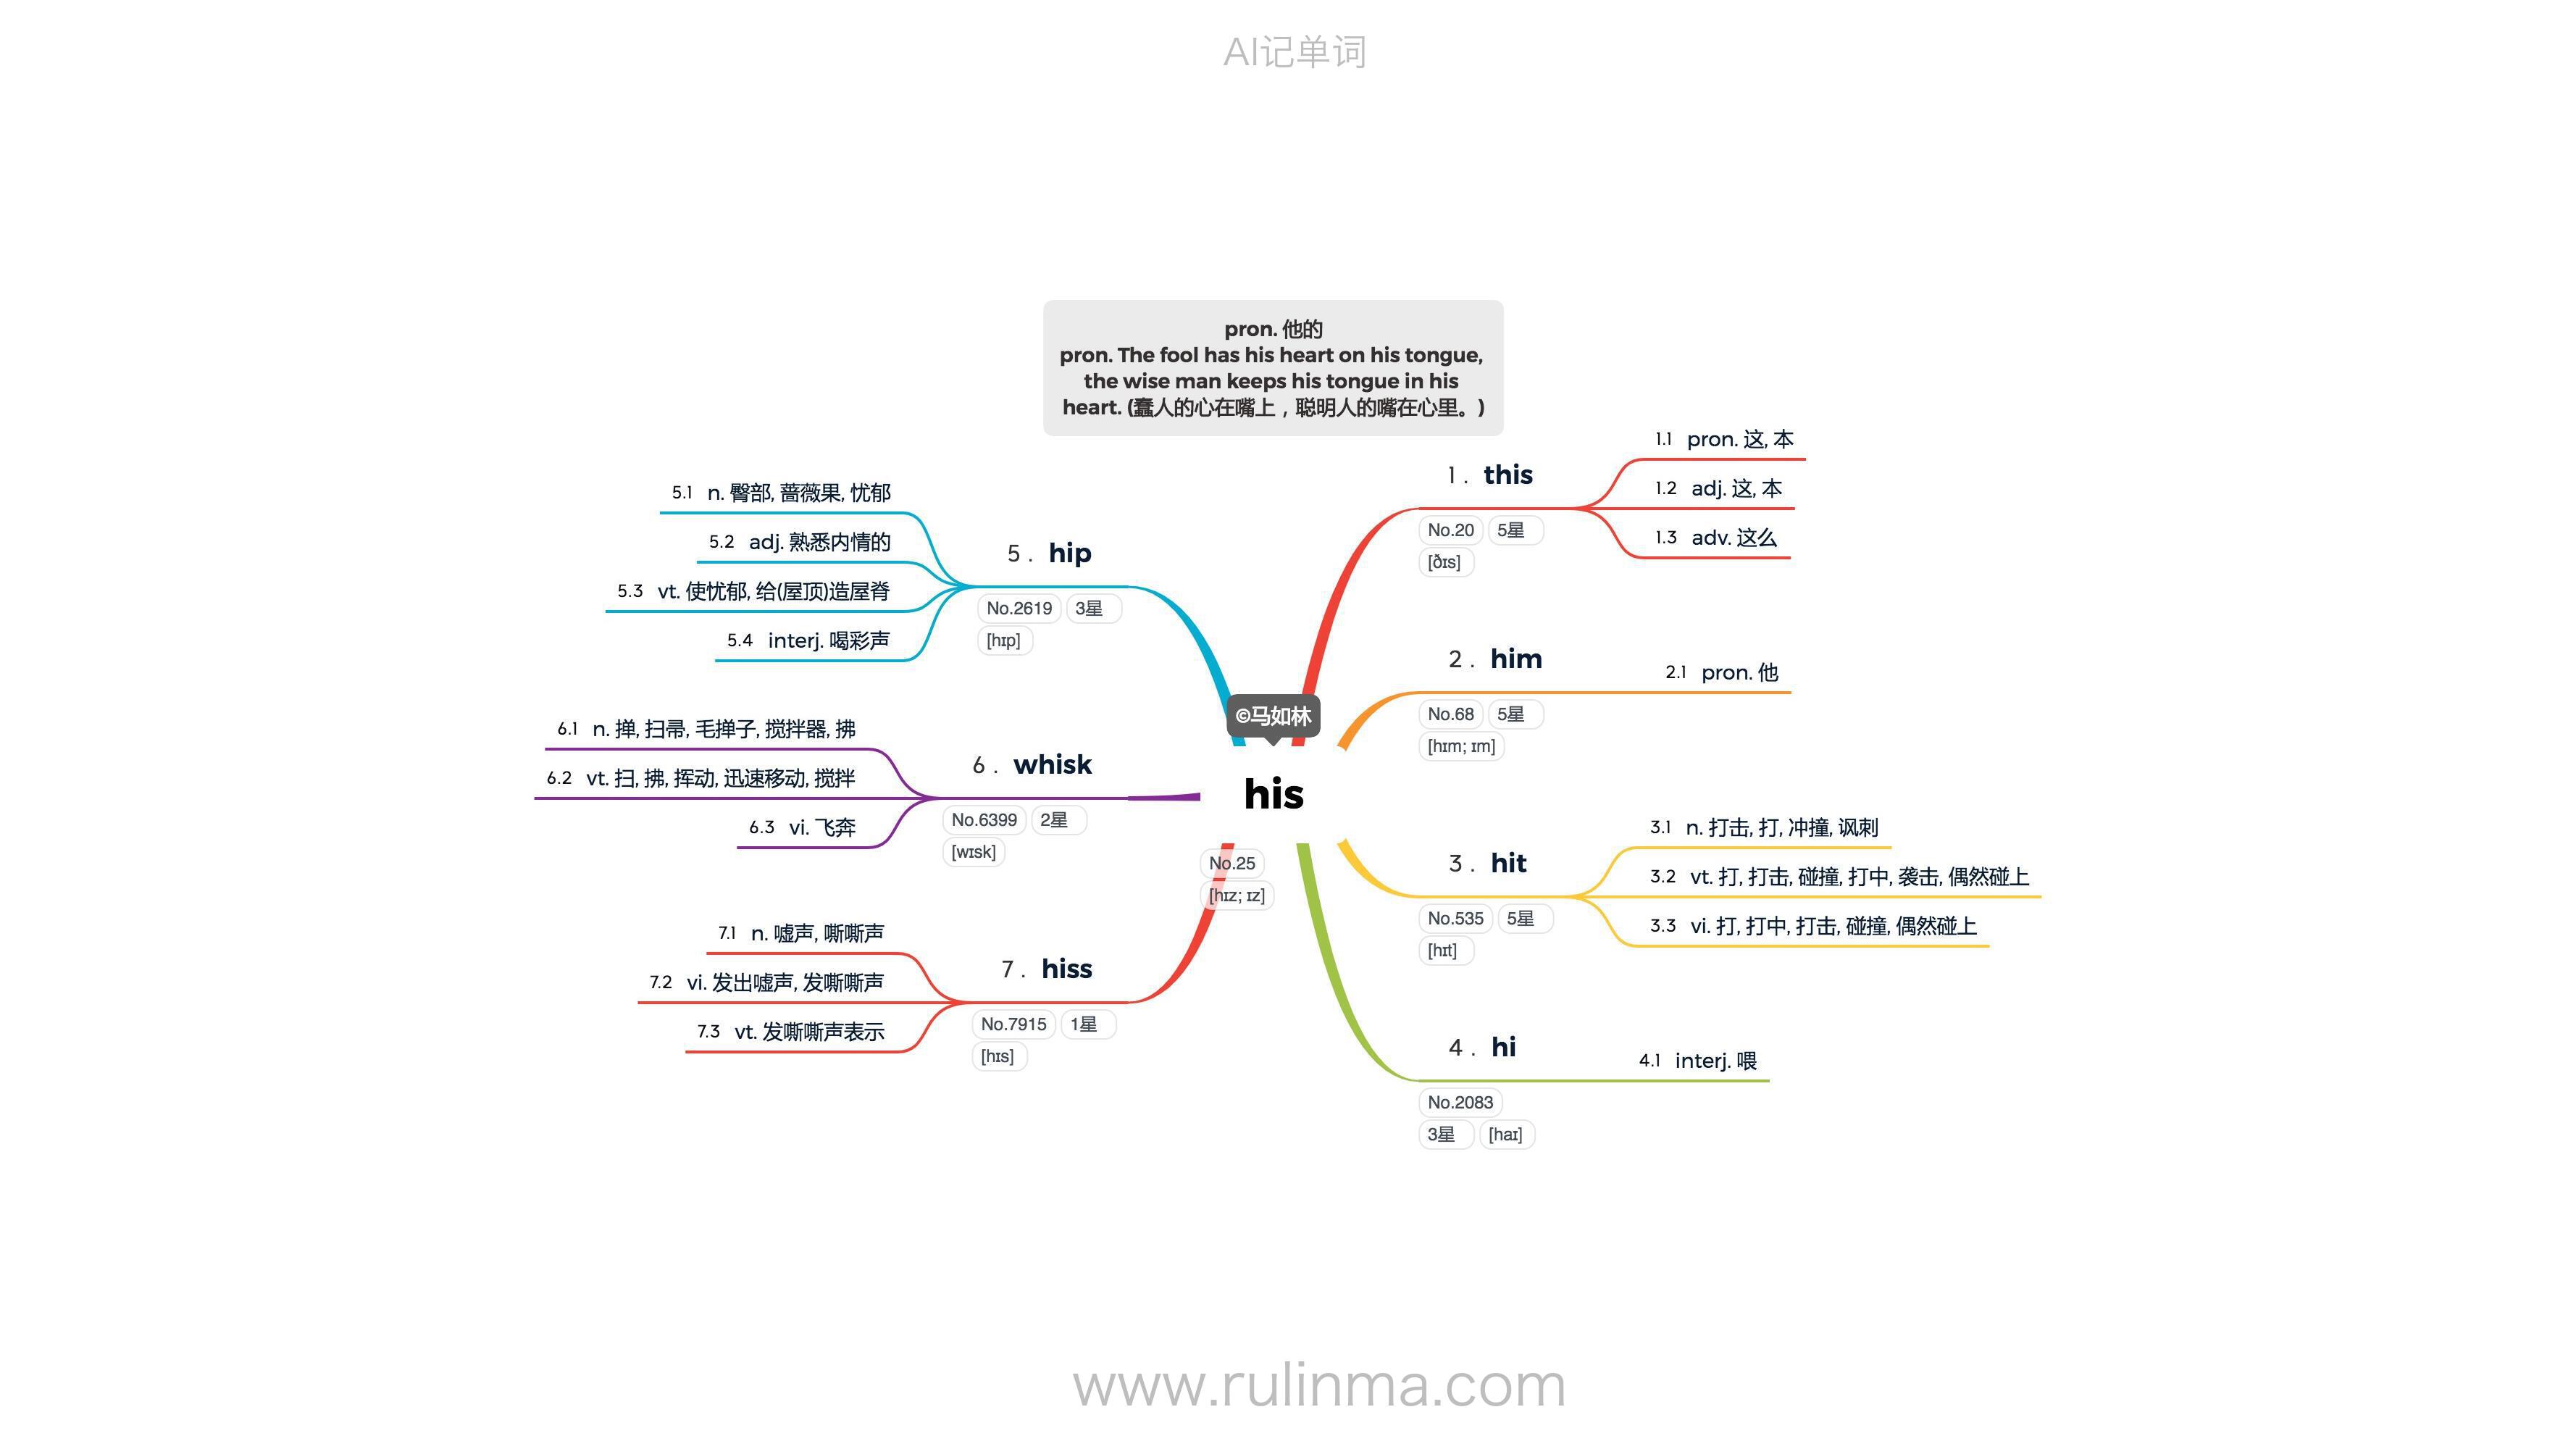 AI记单词
pron. 他的
pron. The fool has his heart on his tongue,
the wise man keeps his tongue in his
heart. (蠢人的心在嘴上，聪明人的嘴在心里。)
©马如林
his
No.25
[hɪz; ɪz]
1 . this
No.20 5星
[ðɪs]
1.1 pron. 这, 本
1.2 adj. 这, 本
1.3 adv. 这么
2 . him
No.68 5星
[hɪm; ɪm]
2.1 pron. 他
3 . hit
No.535 5星
[hɪt]
3.1 n. 打击, 打, 冲撞, 讽刺
3.2 vt. 打, 打击, 碰撞, 打中, 袭击, 偶然碰上
3.3 vi. 打, 打中, 打击, 碰撞, 偶然碰上
4 . hi
No.2083
3星 [haɪ]
4.1 interj. 喂
5 . hip
No.2619 3星
[hɪp]
5.1 n. 臀部, 蔷薇果, 忧郁
5.2 adj. 熟悉内情的
5.3 vt. 使忧郁, 给(屋顶)造屋脊
5.4 interj. 喝彩声
6 . whisk
No.6399 2星
[wɪsk]
6.1 n. 掸, 扫帚, 毛掸子, 搅拌器, 拂
6.2 vt. 扫, 拂, 挥动, 迅速移动, 搅拌
6.3 vi. 飞奔
7 . hiss
No.7915 1星
[hɪs]
7.1 n. 嘘声, 嘶嘶声
7.2 vi. 发出嘘声, 发嘶嘶声
7.3 vt. 发嘶嘶声表示
www.rulinma.com